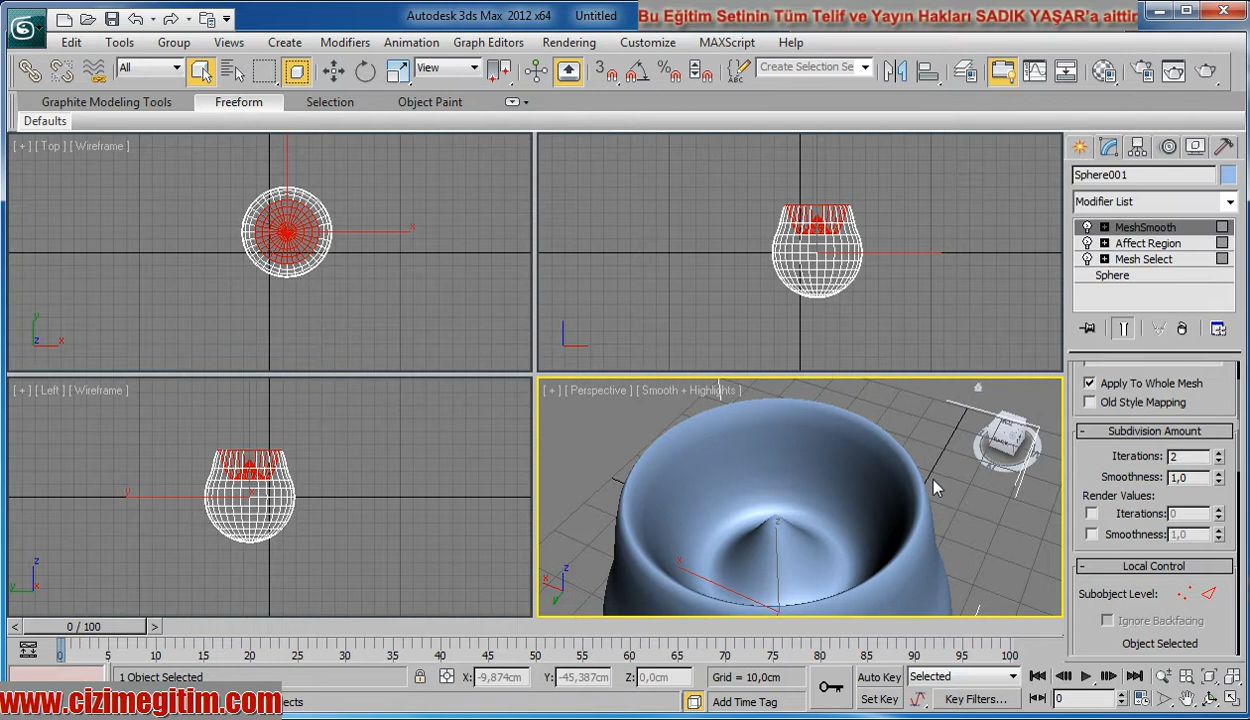 Autodesk 3ds Max 2012 x64 Untitled
Bu Eğitim Setinin Tüm Telif ve Yayın Hakları SADIK YAŞAR'a aittir
Edit Tools Group Views Create Modifiers Animation Graph Editors Rendering Customize MAXScript Help
All View 3 ABC Create Selection Se
Graphite Modeling Tools Freeform Selection Object Paint
Defaults
[ + ] [ Top ] [ Wireframe ]
x
y
z x
Sphere001
Modifier List
MeshSmooth
Affect Region
Mesh Select
Sphere
[ + ] [ Left ] [ Wireframe ]
y x
z
y
[ + ] [ Perspective ] [ Smooth + Highlights ]
z
x
x z
y
Apply To Whole Mesh
Old Style Mapping
- Subdivision Amount
Iterations: 2
Smoothness: 1,0
Render Values:
Iterations: 0
Smoothness: 1,0
- Local Control
Subobject Level:
Ignore Backfacing
Object Selected
< 0 / 100 >
0 5 10 15 20 25 30 35 40 45 50 55 60 65 70 75 80 85 90 95 100
1 Object Selected X: -9,874cm Y: -45,387cm Z: 0,0cm Grid = 10,0cm Auto Key Selected
Add Time Tag Set Key Key Filters... 0
www.cizimegitim.com